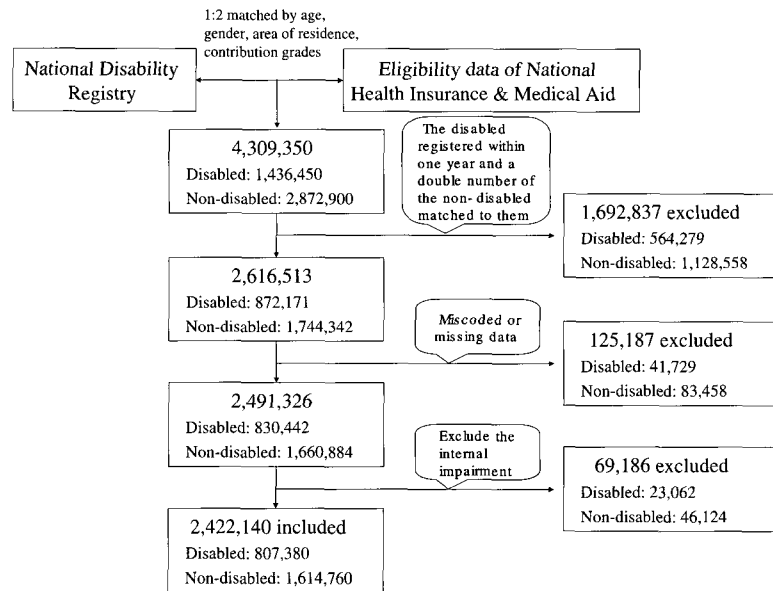 1:2 matched by age,
gender, area of residence,
contribution grades
National Disability
Registry
Eligibility data of National
Health Insurance & Medical Aid
4,309,350
Disabled: 1,436,450
Non-disabled: 2,872,900
The disabled
registered within
one year and a
double number of
the non-disabled
matched to them
1,692,837 excluded
Disabled: 564,279
Non-disabled: 1,128,558
2,616,513
Disabled: 872,171
Non-disabled: 1,744,342
Miscoded or
missing data
125,187 excluded
Disabled: 41,729
Non-disabled: 83,458
2,491,326
Disabled: 830,442
Non-disabled: 1,660,884
Exclude the
internal
impairment
69,186 excluded
Disabled: 23,062
Non-disabled: 46,124
2,422,140 included
Disabled: 807,380
Non-disabled: 1,614,760